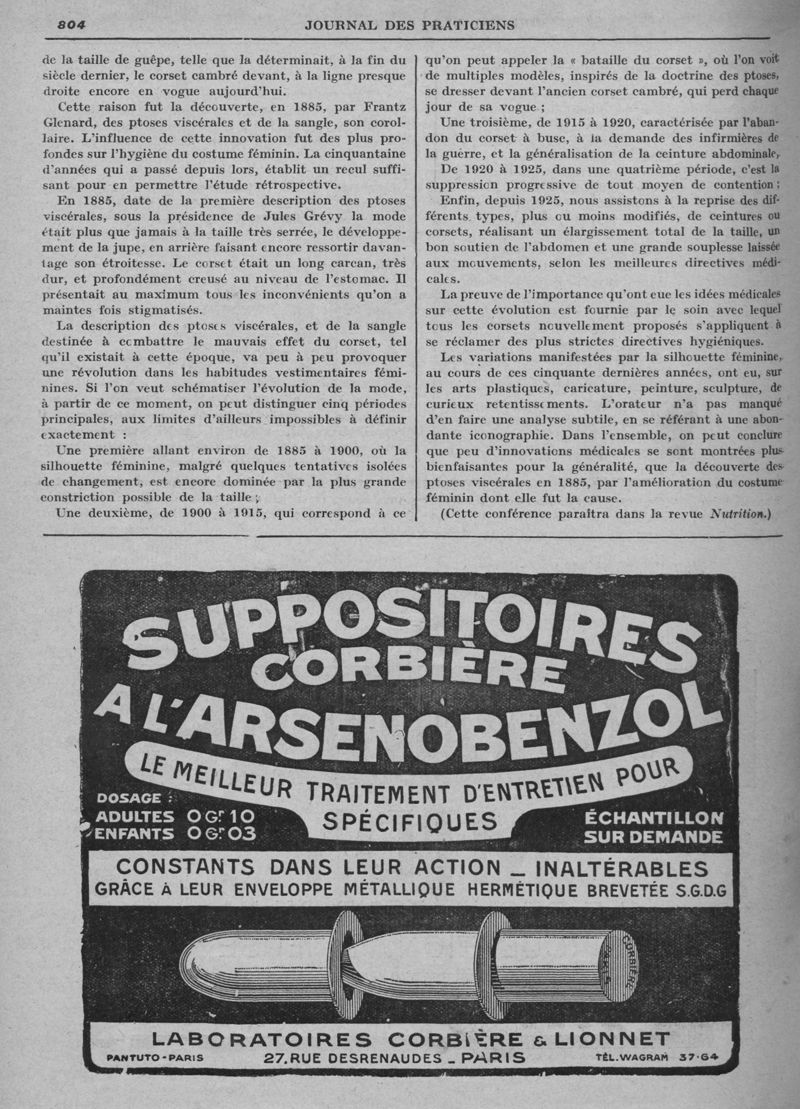 804
JOURNAL DES PRATICIENS
de la taille de guêpe, telle que la déterminait, à la fin du
siècle dernier, le corset cambré devant, à la ligne presque
droite encore en vogue aujourd'hui.
Cette raison fut la découverte, en 1885, par Frantz
Glenard, des ptoses viscérales et de la sangle, son corol-
laire. L'influence de cette innovation fut des plus pro-
fondes sur l'hygiène du costume féminin. La cinquantaine
d'années qui a passé depuis lors, établit un recul suffi-
sant pour en permettre l'étude rétrospective.
En 1885, date de la première description des ptoses
viscérales, sous la présidence de Jules Grévy la mode
était plus que jamais à la taille très serrée, le développe-
ment de la jupe, en arrière faisant encore ressortir davan-
tage son étroitesse. Le corset était un long carcan, très
dur, et profondément creusé au niveau de l'estomac. Il
présentait au maximum tous les inconvénients qu'on a
maintes fois stigmatisés.
La description des ptoses viscérales, et de la sangle
destinée à combattre le mauvais effet du corset, tel
qu'il existait à cette époque, va peu à peu provoquer
une révolution dans les habitudes vestimentaires fémi-
nines. Si l'on veut schématiser l'évolution de la mode,
à partir de ce moment, on peut distinguer cinq périodes
principales, aux limites d'ailleurs impossibles à définir
exactement :
Une première allant environ de 1885 à 1900, où la
silhouette féminine, malgré quelques tentatives isolées
de changement, est encore dominée par la plus grande
constriction possible de la taille ;
Une deuxième, de 1900 à 1915, qui correspond à ce
qu'on peut appeler la « bataille du corset », où l'on voit
de multiples modèles, inspirés de la doctrine des ptoses,
se dresser devant l'ancien corset cambré, qui perd chaque
jour de sa vogue ;
Une troisième, de 1915 à 1920, caractérisée par l'aban-
don du corset à busc, à la demande des infirmières de
la guerre, et la généralisation de la ceinture abdominale,
De 1920 à 1925, dans une quatrième période, c'est la
suppression progressive de tout moyen de contention ;
Enfin, depuis 1925, nous assistons à la reprise des dif-
férents types, plus ou moins modifiés, de ceintures ou
corsets, réalisant un élargissement total de la taille, un
bon soutien de l'abdomen et une grande souplesse laissée
aux mouvements, selon les meilleures directives médi-
cales.
La preuve de l'importance qu'ont eue les idées médicales
sur cette évolution est fournie par le soin avec lequel
tous les corsets nouvellement proposés s'appliquent à
se réclamer des plus strictes directives hygiéniques.
Les variations manifestées par la silhouette féminine,
au cours de ces cinquante dernières années, ont eu, sur
les arts plastiques, caricature, peinture, sculpture, de
curieux retentissements. L'orateur n'a pas manqué
d'en faire une analyse subtile, en se référant à une abon-
dante iconographie. Dans l'ensemble, on peut conclure
que peu d'innovations médicales se sont montrées plus
bienfaisantes pour la généralité, que la découverte des
ptoses viscérales en 1885, par l'amélioration du costume
féminin dont elle fut la cause.
(Cette conférence paraîtra dans la revue Nutrition.)
SUPPOSITOIRES
CORBIÈRE
A L'ARSENOBENZOL
LE MEILLEUR TRAITEMENT D'ENTRETIEN POUR
SPÉCIFIQUES
DOSAGE :
ADULTES 0 Gr 10
ENFANTS 0 Gr 03
ÉCHANTILLON
SUR DEMANDE
CONSTANTS DANS LEUR ACTION _ INALTÉRABLES
GRÂCE À LEUR ENVELOPPE MÉTALLIQUE HERMÉTIQUE BREVETÉE S.G.D.G
CORBIÈRE
LABORATOIRES CORBIÈRE & LIONNET
PANTUTO-PARIS
27. RUE DESRENAUDES _ PARIS
TÉL. WAGRAM 37-64